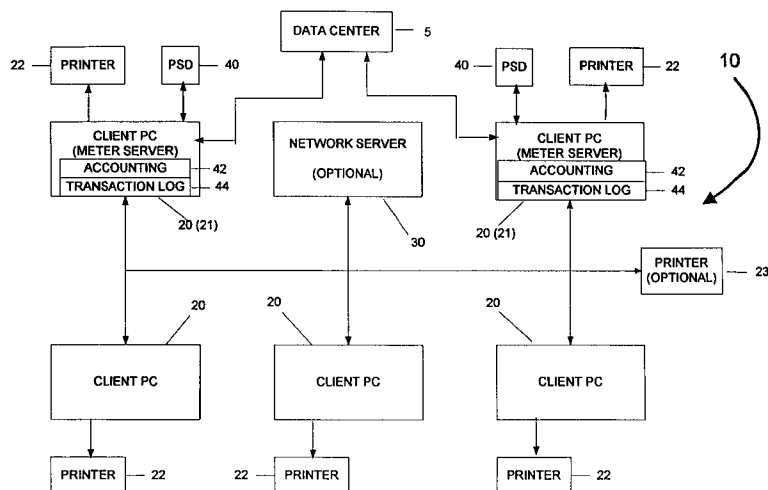 DATA CENTER 5
22 PRINTER
PSD 40
40 PSD
PRINTER 22
10
CLIENT PC
(METER SERVER)
ACCOUNTING 42
TRANSACTION LOG 44
20 (21)
NETWORK SERVER
(OPTIONAL)
30
CLIENT PC
(METER SERVER)
ACCOUNTING 42
TRANSACTION LOG 44
20 (21)
PRINTER
(OPTIONAL) 23
20
CLIENT PC
20
CLIENT PC
20
CLIENT PC
PRINTER 22
22 PRINTER
PRINTER 22